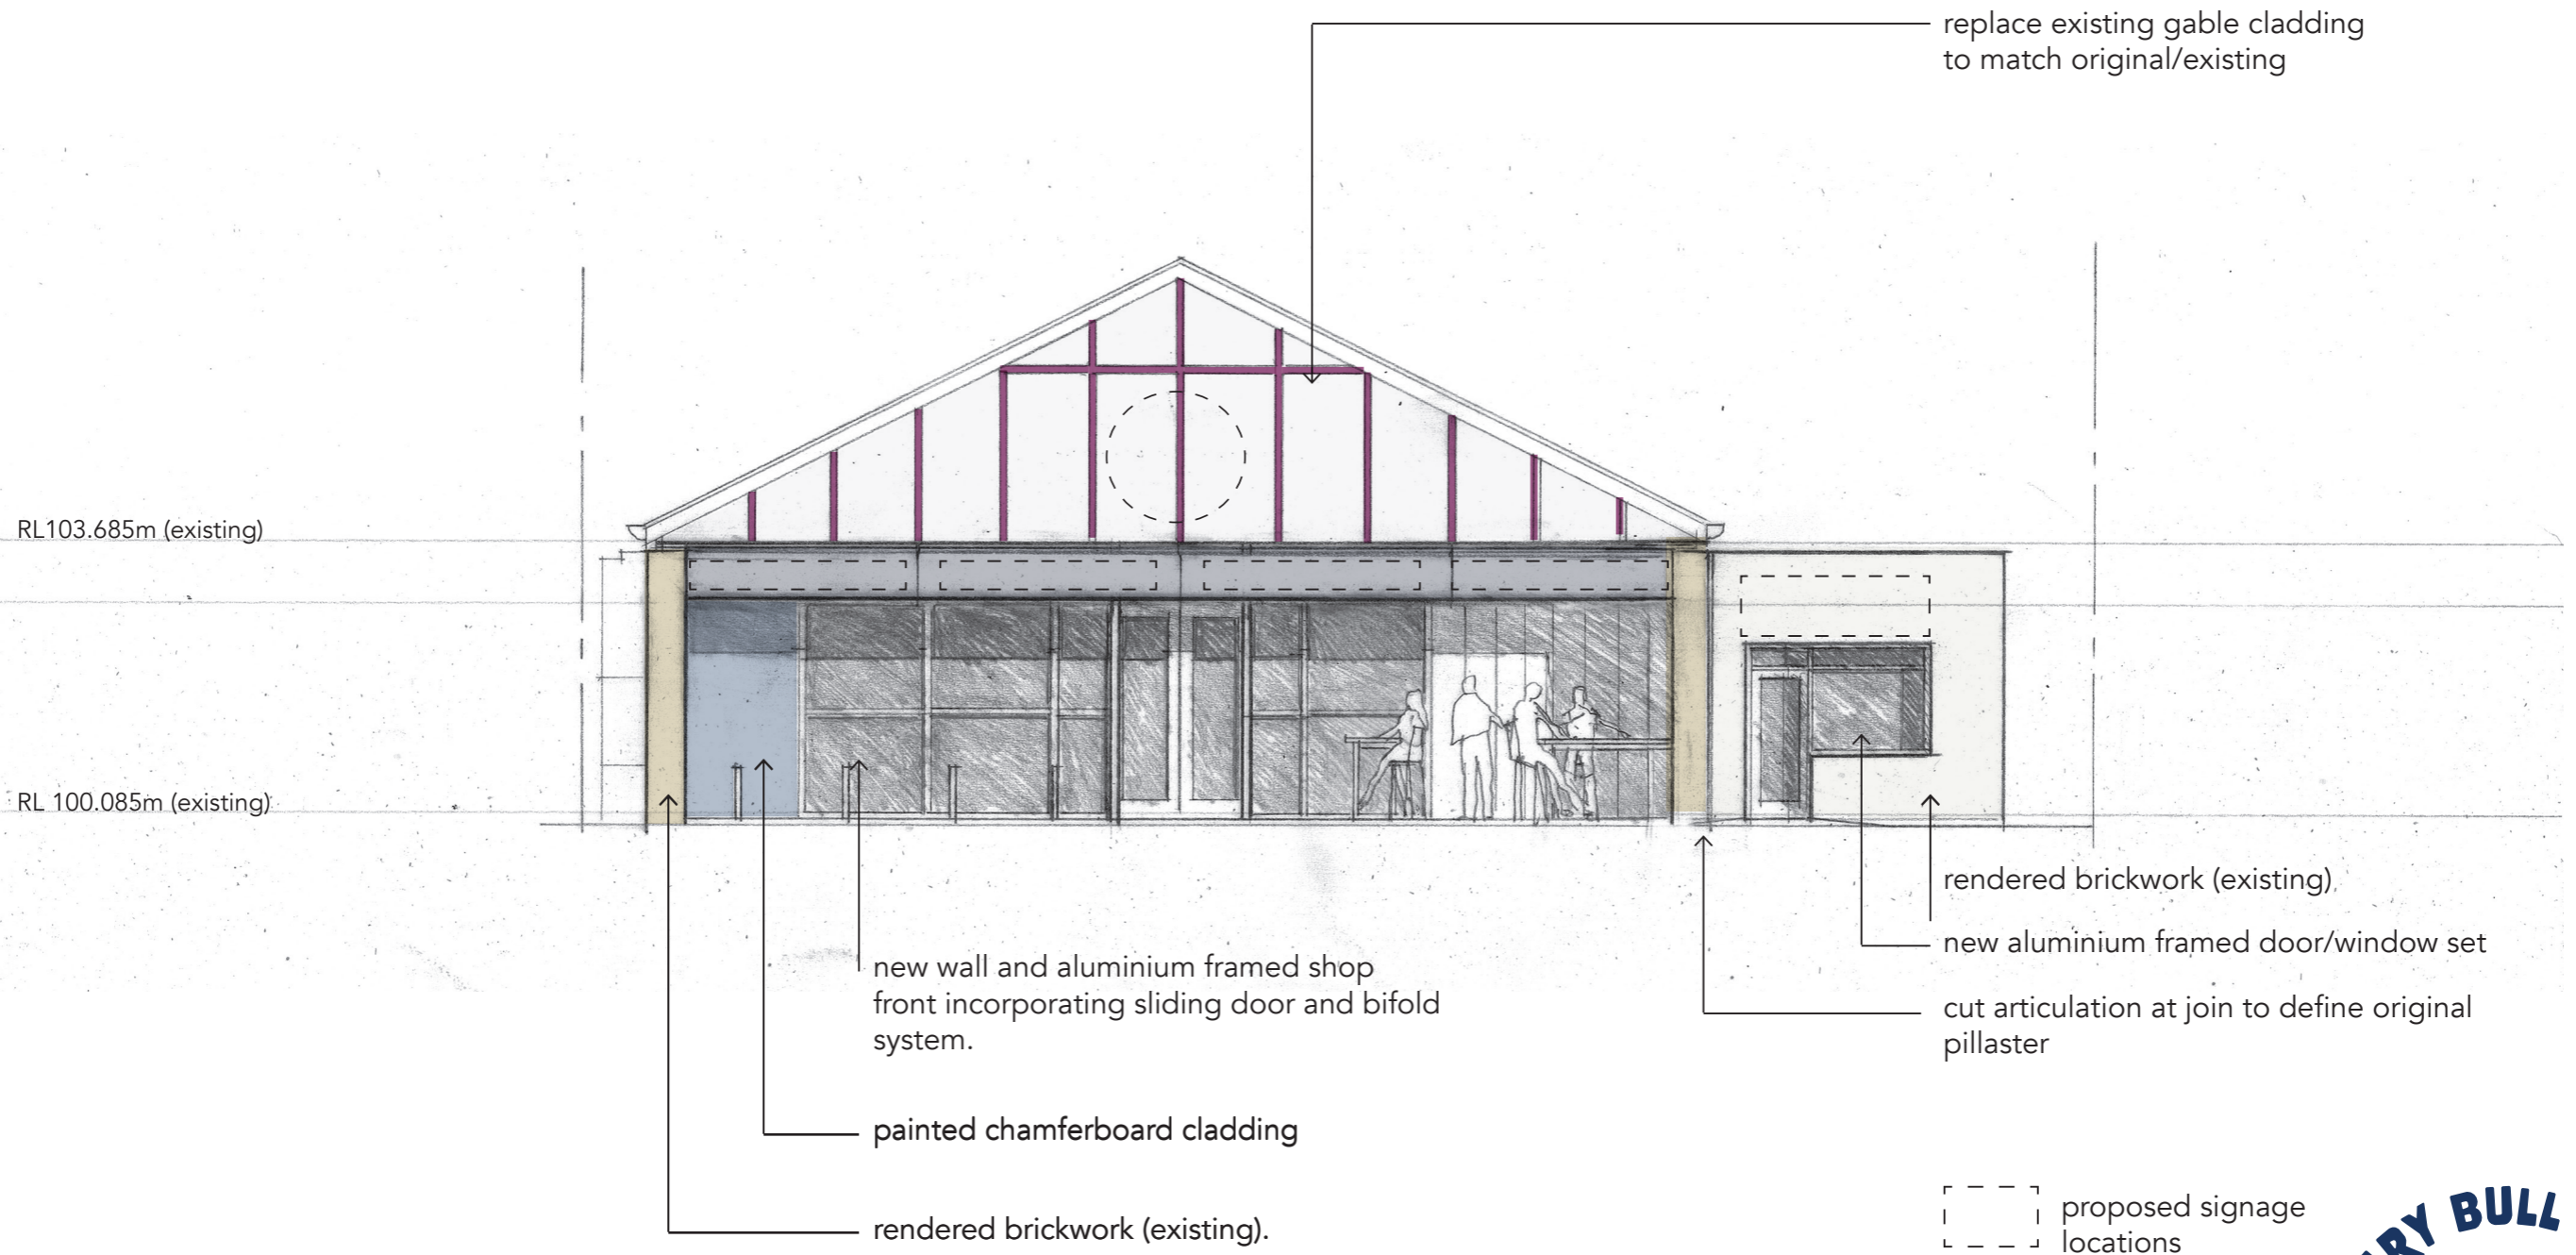 replace existing gable cladding
to match original/existing
RL103.685m (existing)
RL 100.085m (existing)
rendered brickwork (existing)
new aluminium framed door/window set
cut articulation at join to define original
pillaster
new wall and aluminium framed shop
front incorporating sliding door and bifold
system.
painted chamferboard cladding
rendered brickwork (existing).
proposed signage
locations
BULL